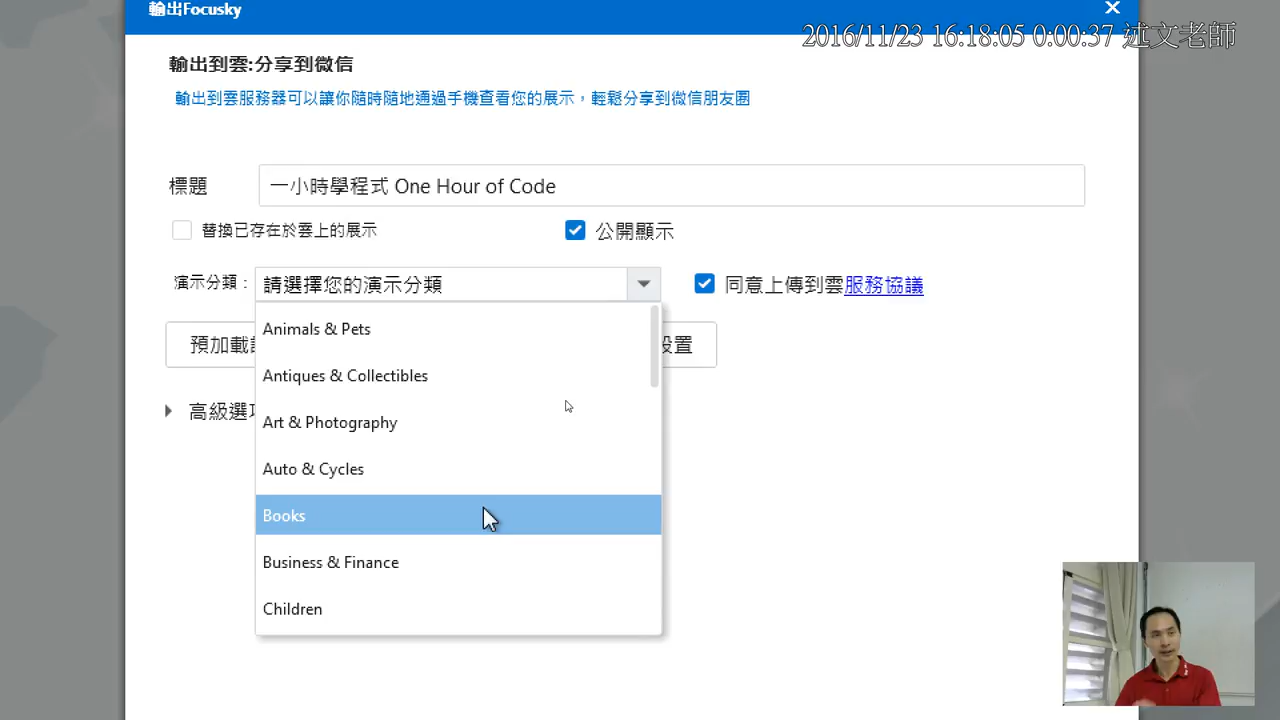 輸出Focusky
2016/11/23 16:18:05 0:00:37 述文老師
輸出到雲:分享到微信
輸出到雲服務器可以讓你隨時隨地通過手機查看您的展示，輕鬆分享到微信朋友圈
標題
一小時學程式 One Hour of Code
替換已存在於雲上的展示
公開顯示
演示分類：
請選擇您的演示分類
同意上傳到雲服務協議
Animals & Pets
預加載
設置
Antiques & Collectibles
高級選項
Art & Photography
Auto & Cycles
Books
Business & Finance
Children